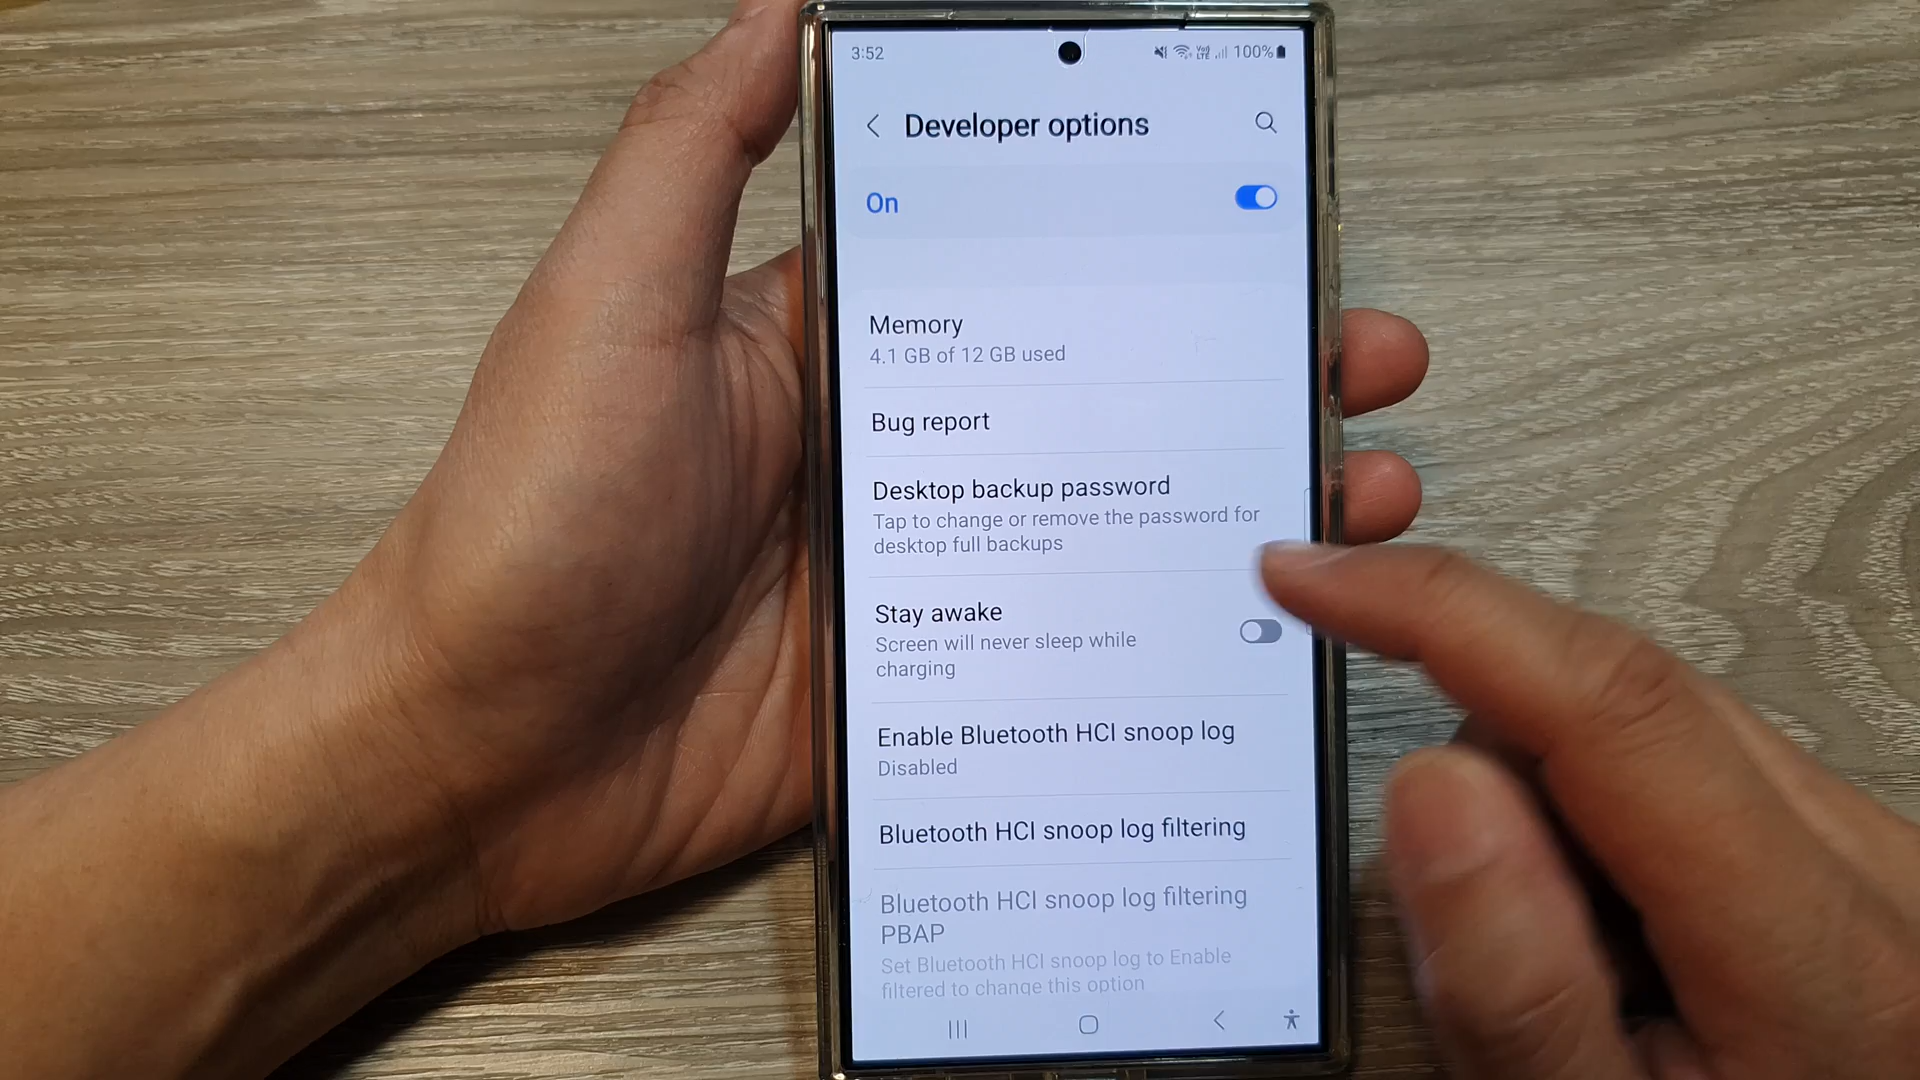 3:52
Vo) LTE 100%
Developer options
On
Memory
4.1 GB of 12 GB used
Bug report
Desktop backup password
Tap to change or remove the password for
desktop full backups
Stay awake
Screen will never sleep while
charging
Enable Bluetooth HCI snoop log
Disabled
Bluetooth HCI snoop log filtering
Bluetooth HCI snoop log filtering
PBAP
Set Bluetooth HCI snoop log to Enable
filtered to change this option